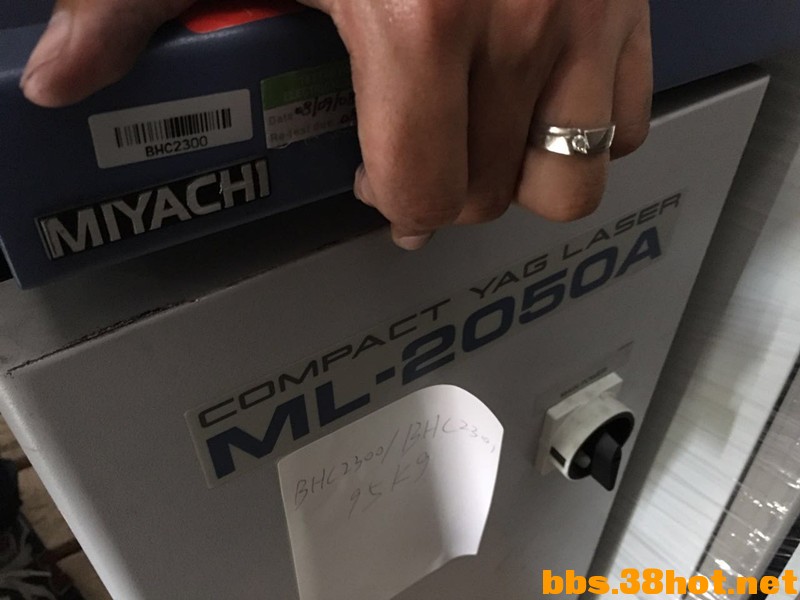 BHC2300
MIYACHI
COMPACT YAG LASER
ML-2050A
BHC2300/BHC2301
95Kg
bbs.38hot.net